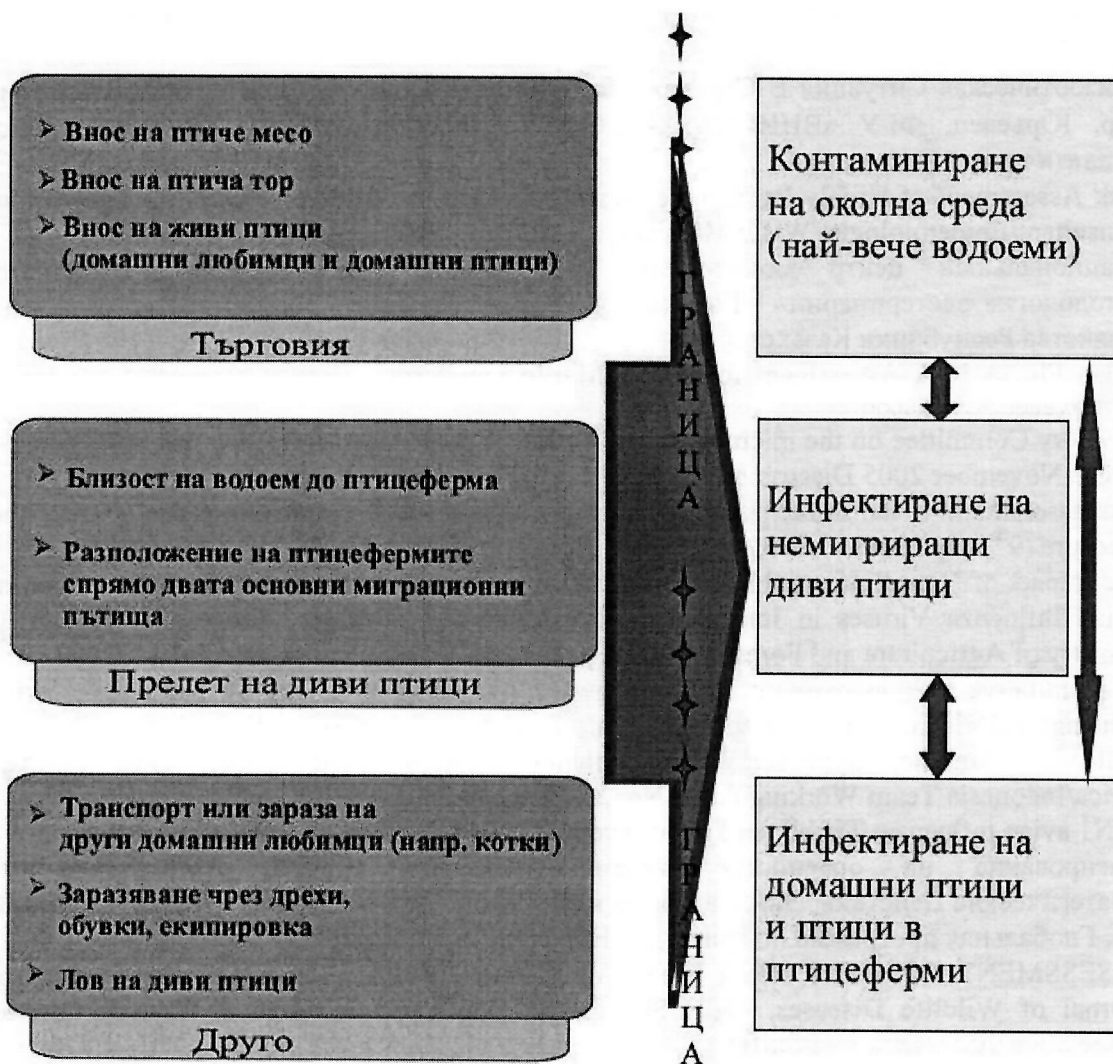 Внос на птиче месо
Внос на птича тор
Внос на живи птици
(домашни любимци и домашни птици)
Търговия
Близост на водоем до птицеферма
Разположение на птицефермите
спрямо двата основни миграционни
пътища
Прелет на диви птици
Транспорт или зараза на
други домашни любимци (напр. котки)
Заразяване чрез дрехи,
обувки, екипировка
Лов на диви птици
Друго
ГРАНИЦА
ГРАНИЦА
Контаминиране
на околна среда
(най-вече водоеми)
Инфектиране на
немигриращи
диви птици
Инфектиране на
домашни птици
и птици в
птицеферми